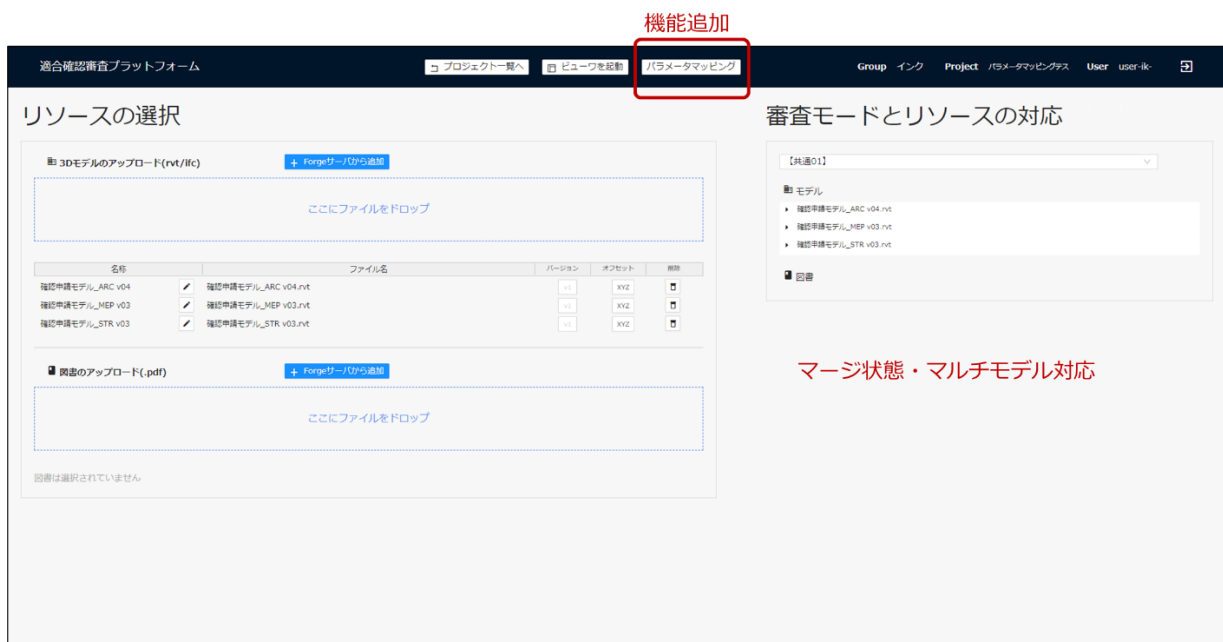 機能追加
適合確認審査プラットフォーム
プロジェクト一覧へ
ビューワを起動
パラメータマッピング
Group インク Project パラメータマッピングテス User user-ik-
リソースの選択
3Dモデルのアップロード(rvt/ifc)
+ Forgeサーバから追加
ここにファイルをドロップ
名称 ファイル名 バージョン オフセット 削除
確認申請モデル_ARC v04 確認申請モデル_ARC v04.rvt v1 XYZ
確認申請モデル_MEP v03 確認申請モデル_MEP v03.rvt v1 XYZ
確認申請モデル_STR v03 確認申請モデル_STR v03.rvt v1 XYZ
図書のアップロード(.pdf)
+ Forgeサーバから追加
ここにファイルをドロップ
図書は選択されていません
審査モードとリソースの対応
【共通01】
モデル
確認申請モデル_ARC v04.rvt
確認申請モデル_MEP v03.rvt
確認申請モデル_STR v03.rvt
図書
マージ状態・マルチモデル対応